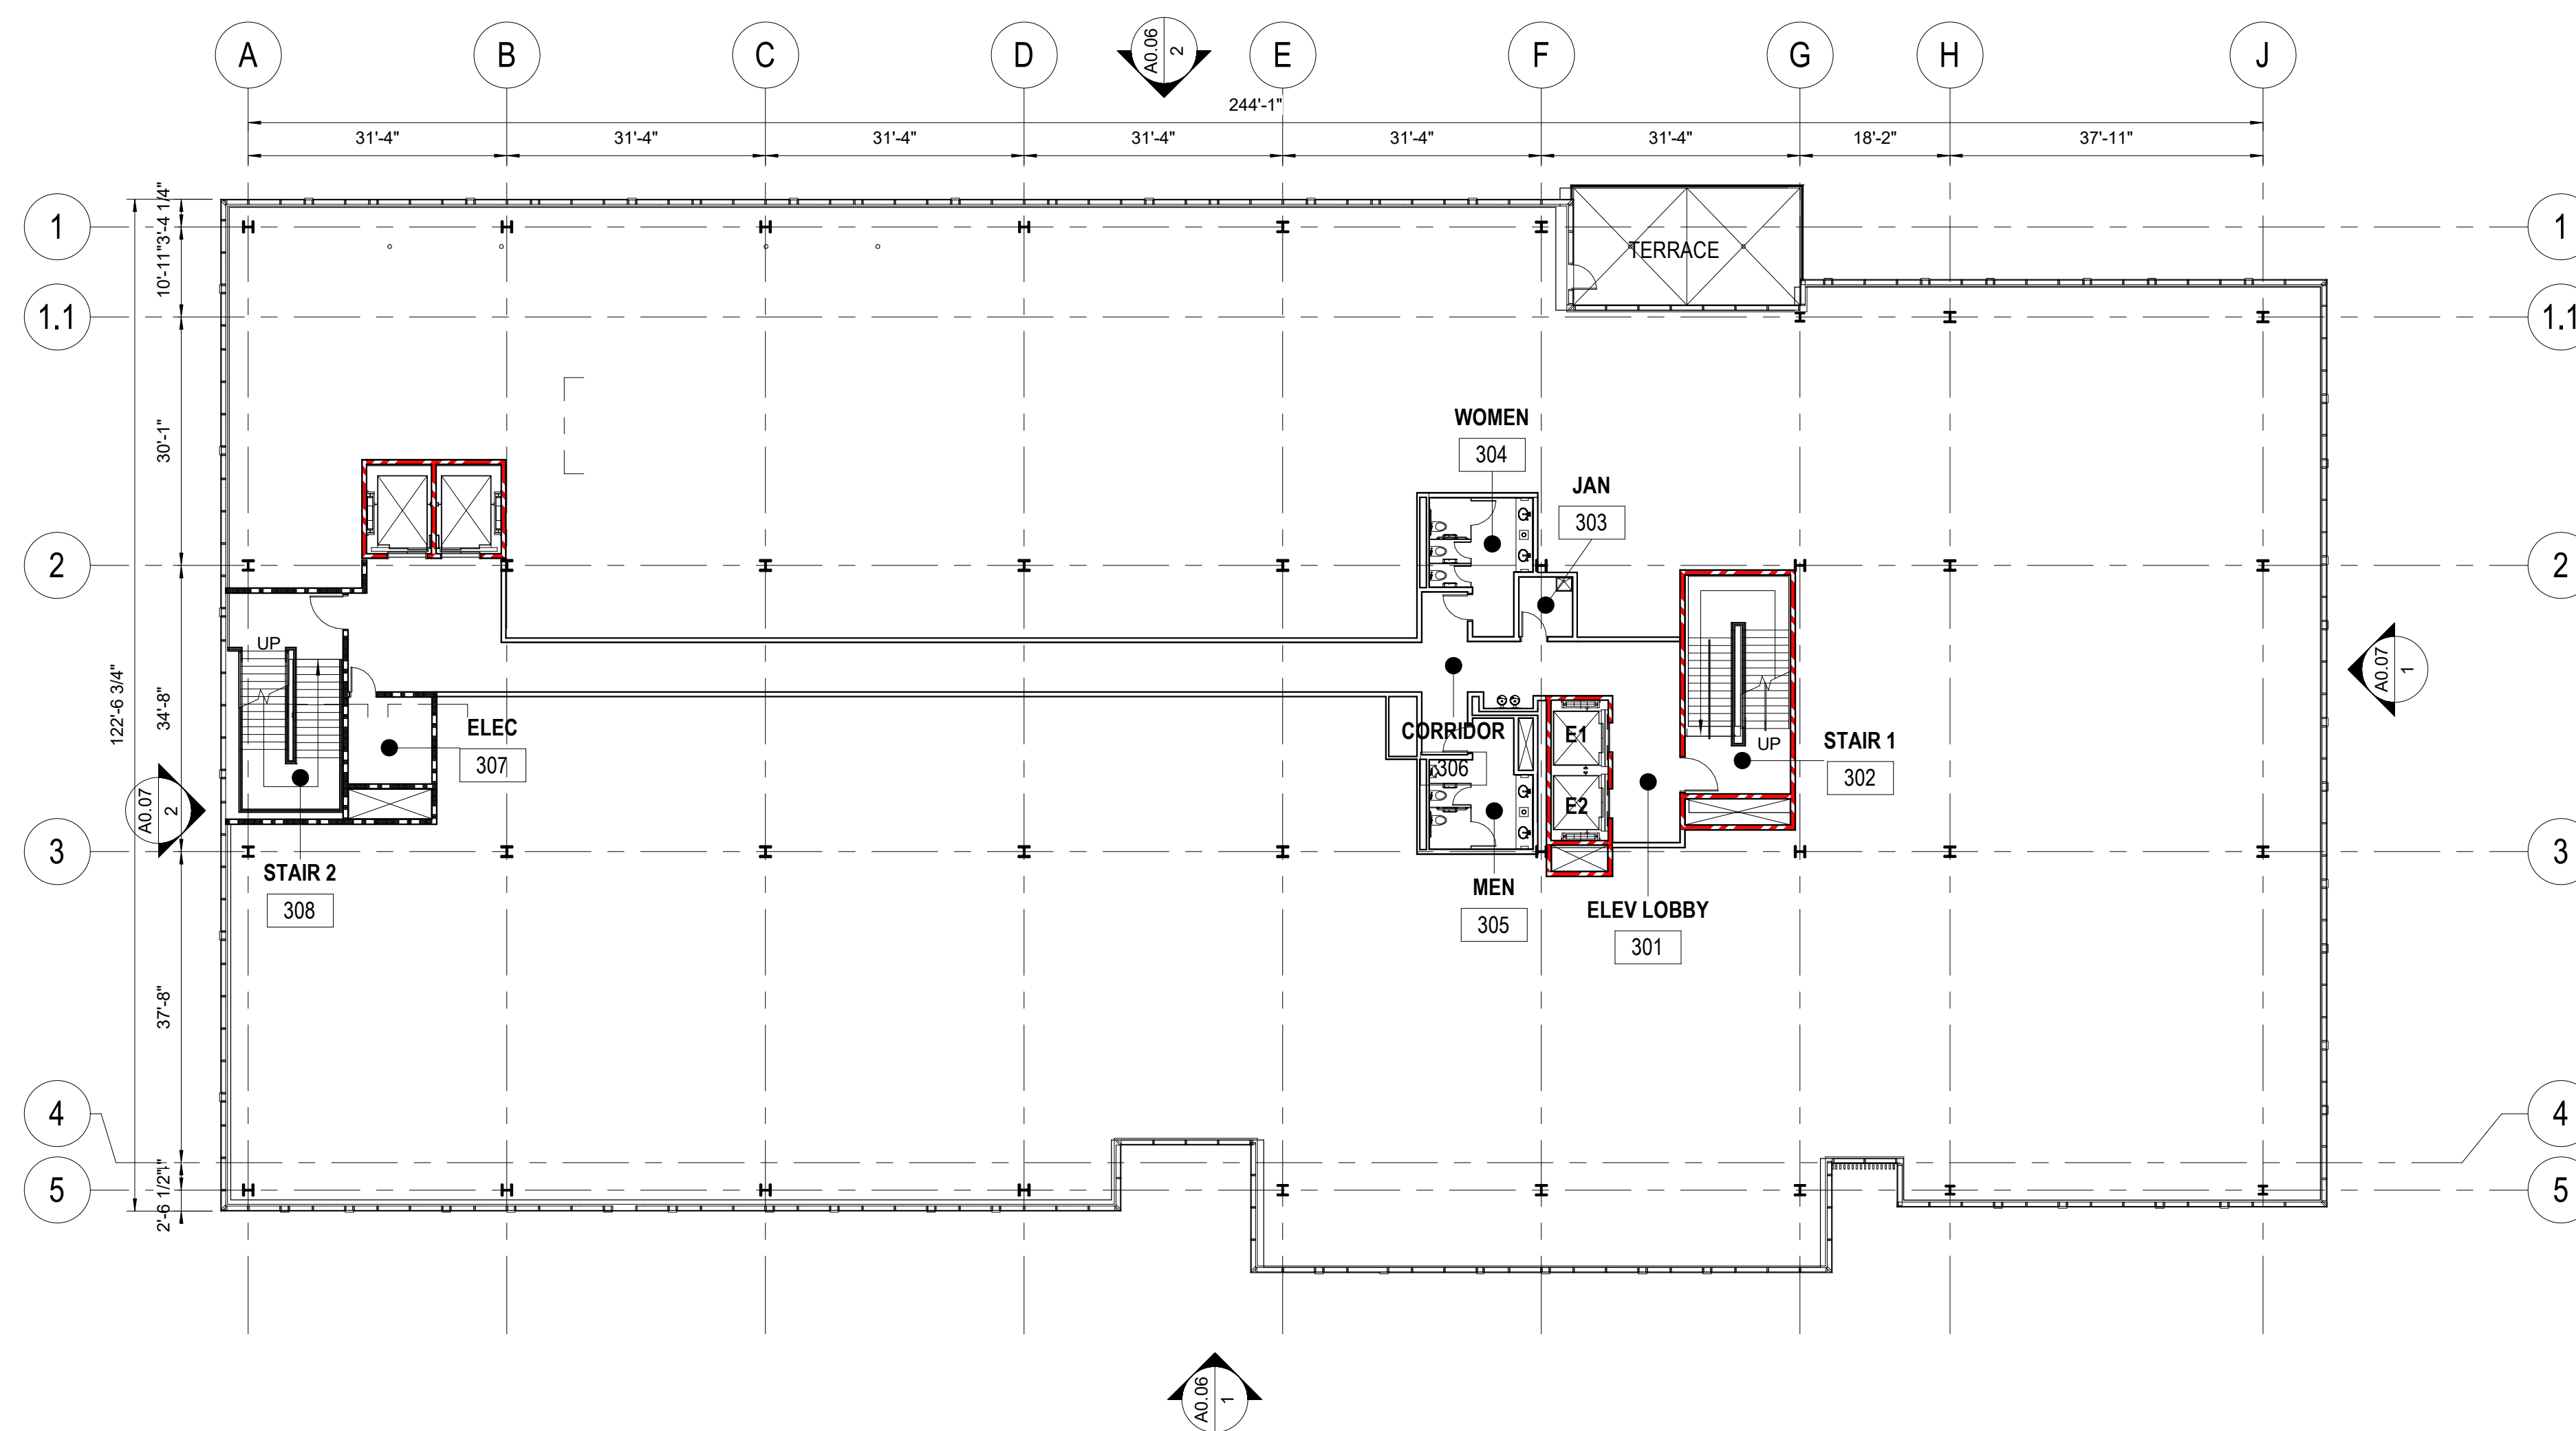 A B C D E F G H J
A0.06 2
244'-1"
31'-4" 31'-4" 31'-4" 31'-4" 31'-4" 31'-4" 18'-2" 37'-11"
3'-4 1/4"
1 1
TERRACE
10'-11"
1.1 1.1
30'-1"
WOMEN
304
JAN
303
2 2
UP
122'-6 3/4"
34'-8"
A0.07 1
ELEC
307
CORRIDOR
306
E1
E2
UP
STAIR 1
302
A0.07 2
3 3
STAIR 2
308
MEN
305
ELEV LOBBY
301
37'-8"
4 4
5 5
2'-6 1/2"
A0.06 1